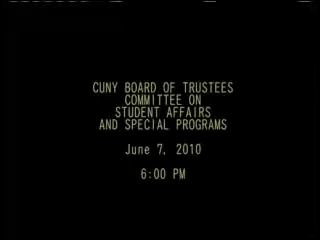 CUNY BOARD OF TRUSTEES
COMMITTEE ON
STUDENT AFFAIRS
AND SPECIAL PROGRAMS
June 7, 2010
6:00 PM